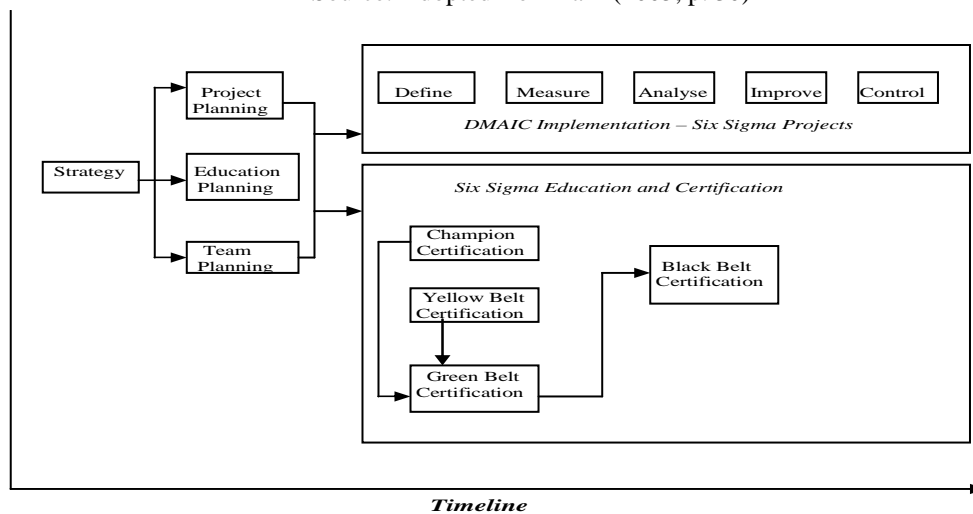 Project
Planning
Define
Measure
Analyse
Improve
Control
DMAIC Implementation – Six Sigma Projects
Strategy
Education
Planning
Team
Planning
Six Sigma Education and Certification
Champion
Certification
Yellow Belt
Certification
Green Belt
Certification
Black Belt
Certification
Timeline